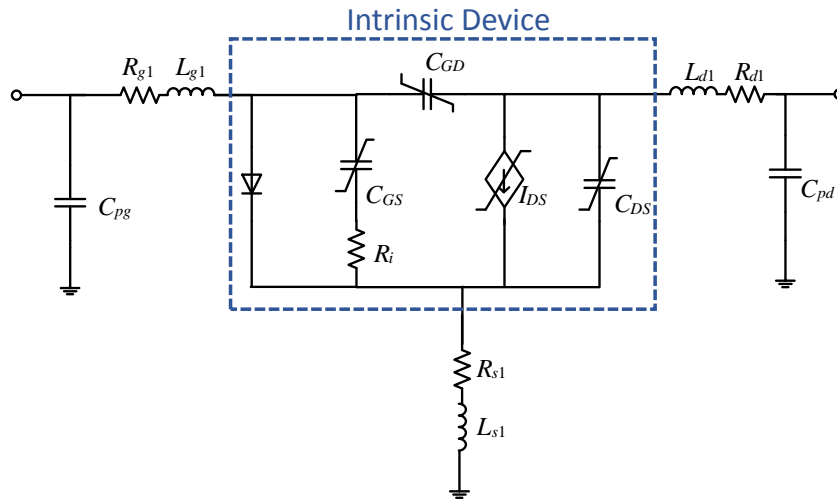 Intrinsic Device
Rg1
Lg1
CGD
Ld1
Rd1
Cpg
CGS
Ri
IDS
CDS
Cpd
Rs1
Ls1